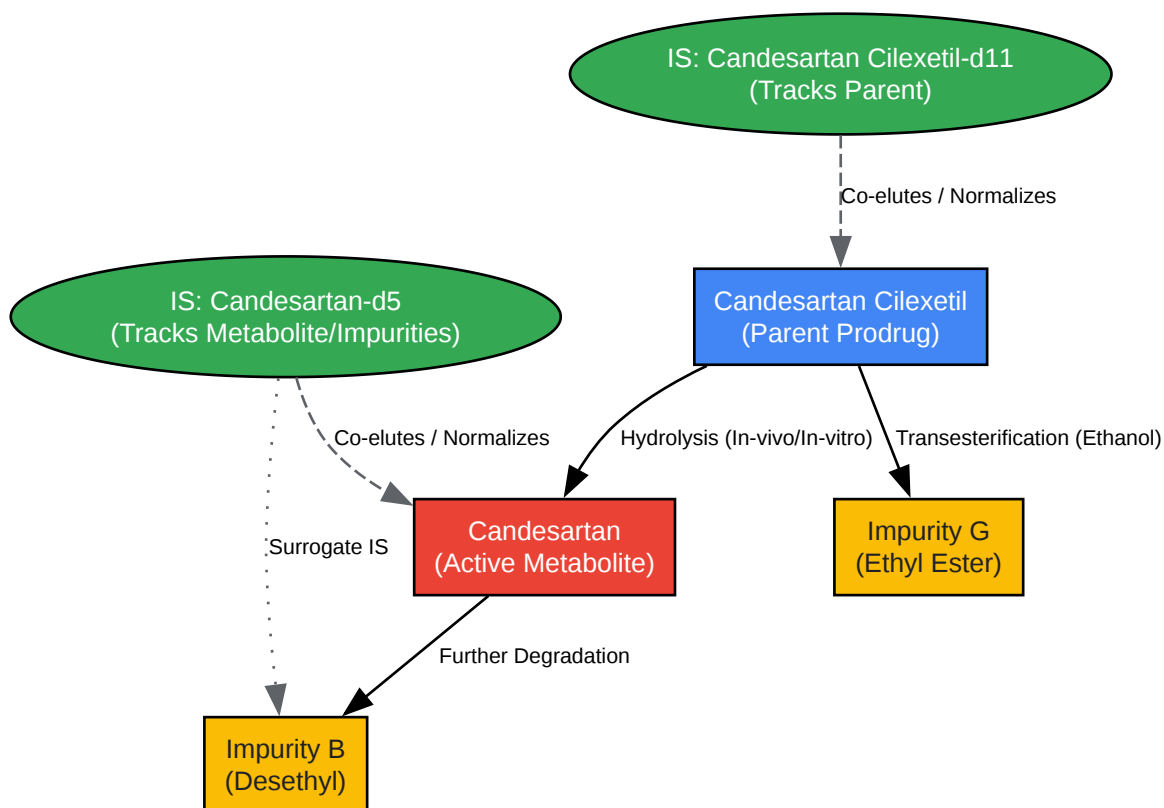 IS: Candesartan Cilexetil-d11
(Tracks Parent)
Co-elutes / Normalizes
IS: Candesartan-d5
(Tracks Metabolite/Impurities)
Candesartan Cilexetil
(Parent Prodrug)
Co-elutes / Normalizes
Hydrolysis (In-vivo/In-vitro)
Transesterification (Ethanol)
Surrogate IS
Candesartan
(Active Metabolite)
Impurity G
(Ethyl Ester)
Further Degradation
Impurity B
(Desethyl)